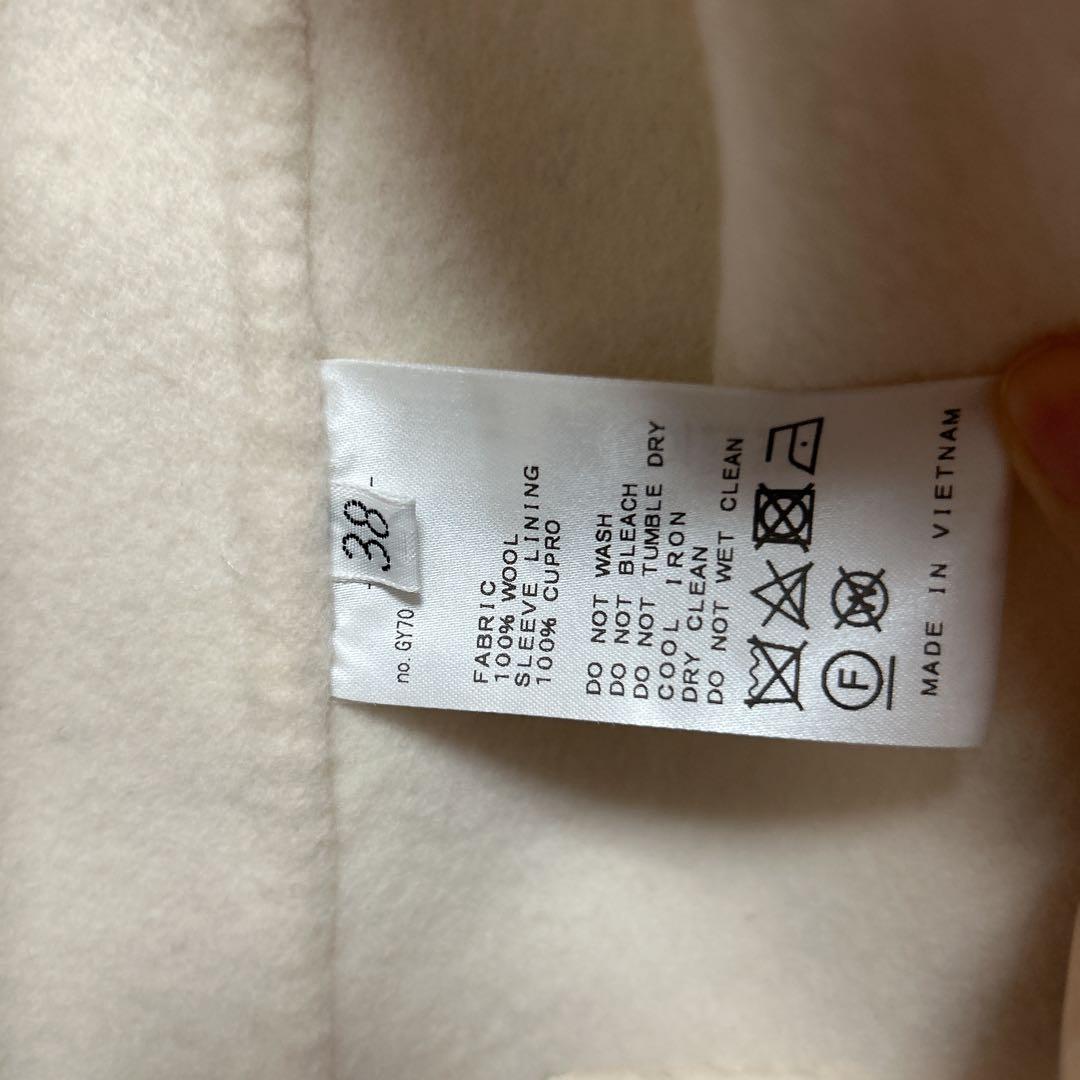 38
no. GY70
FABRIC
100% WOOL
SLEEVE LINING
100% CUPRO
DO NOT WASH
DO NOT BLEACH
DO NOT TUMBLE DRY
COOL IRON
DRY CLEAN
DO NOT WET CLEAN
F
W
MADE IN VIETNAM